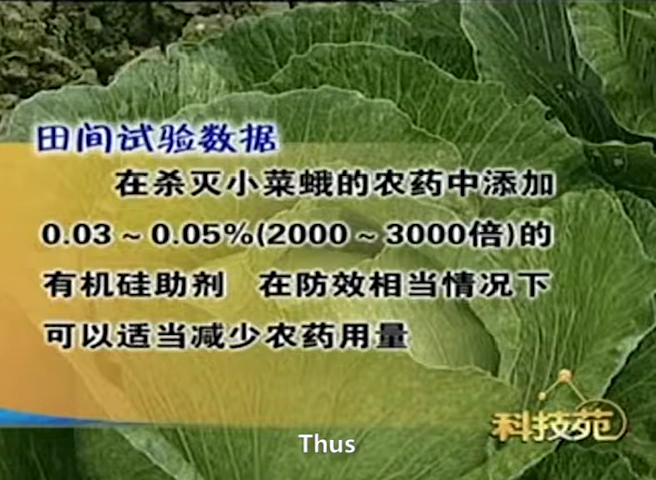 田间试验数据
在杀灭小菜蛾的农药中添加
0.03～0.05%(2000～3000倍)的
有机硅助剂 在防效相当情况下
可以适当减少农药用量
科技苑
Thus